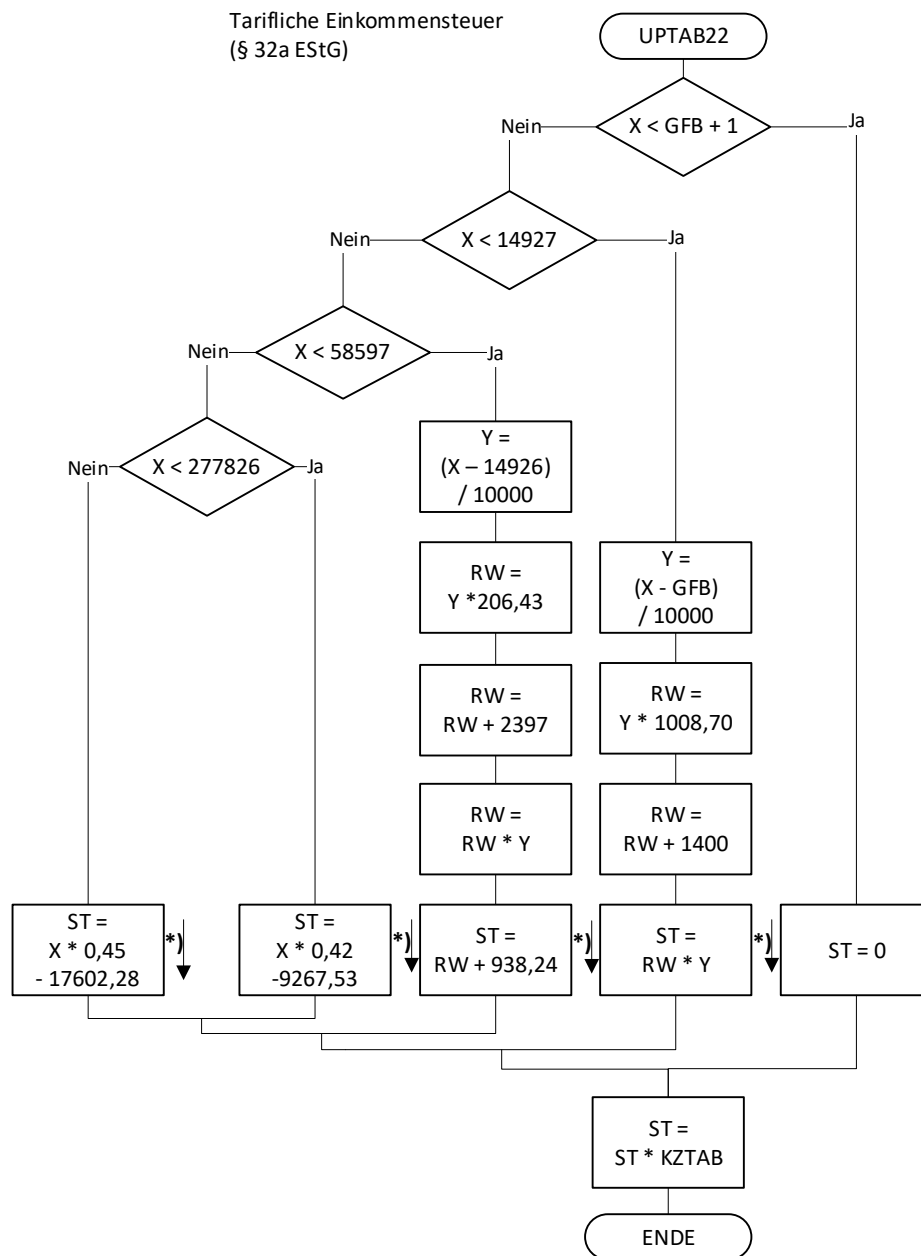 Tarifliche Einkommensteuer
(§ 32a EStG)
UPTAB22
Nein
X < GFB + 1
Ja
Nein
X < 14927
Ja
Nein
X < 58597
Ja
Nein
X < 277826
Ja
Y =
(X – 14926)
/ 10000
RW =
Y *206,43
Y =
(X - GFB)
/ 10000
RW =
RW + 2397
RW =
Y * 1008,70
RW =
RW * Y
RW =
RW + 1400
ST =
X * 0,45
- 17602,28
*)
ST =
X * 0,42
-9267,53
*)
ST =
RW + 938,24
*)
ST =
RW * Y
*)
ST = 0
ST =
ST * KZTAB
ENDE